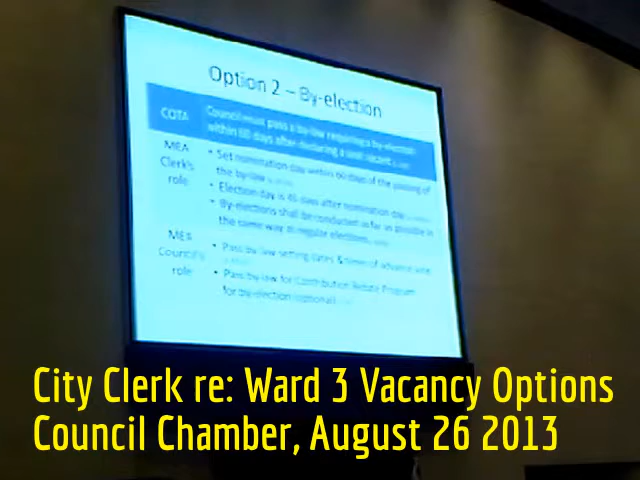 Option 2 – By-election
COTA
Council must pass a by-law requiring a by-election
within 60 days after declaring a seat vacant
MEA
Clerk's
role
• Set nomination day within 60 days of the passing of
the by-law
• Election day is 45 days after nomination day
• By-elections shall be conducted as far as possible in
the same way as regular elections
MEA
Council's
role
• Pass by-law setting dates & times of advance vote
• Pass by-law for Contribution Rebate Program
for by-election (optional)
City Clerk re: Ward 3 Vacancy Options
Council Chamber, August 26 2013